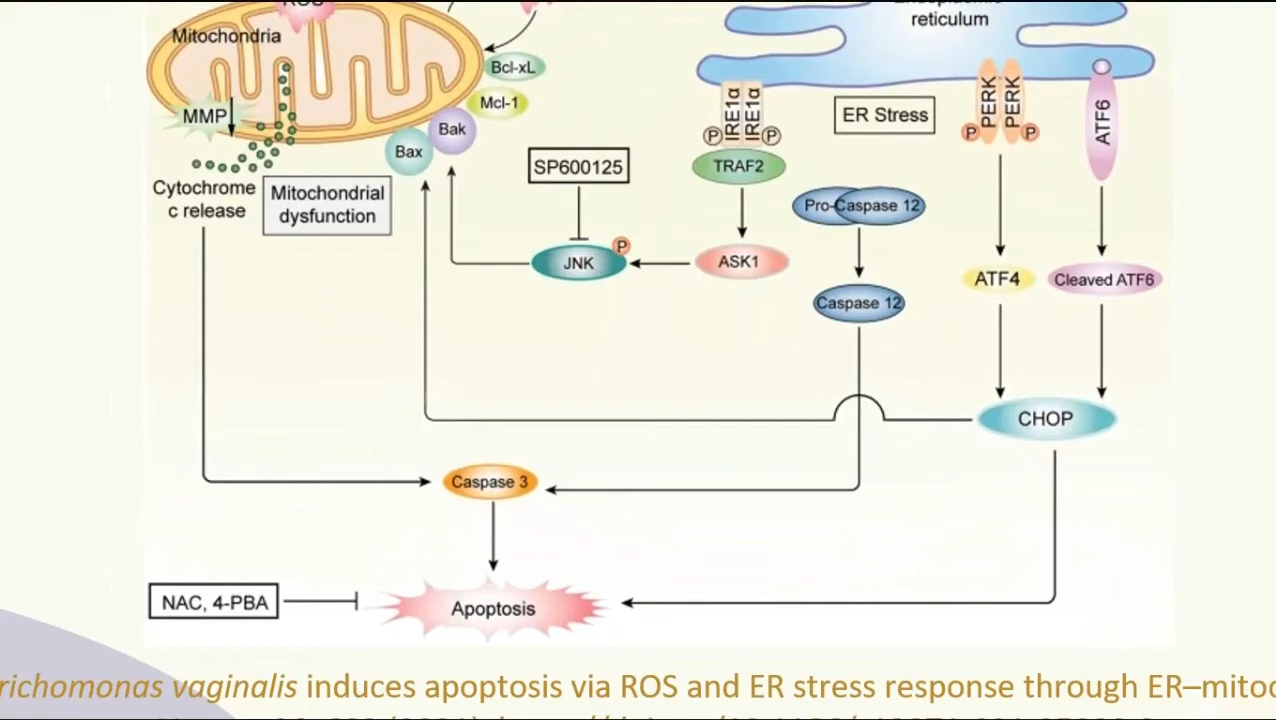 ROS
Mitochondria
MMP
Cytochrome
c release
Mitochondrial
dysfunction
Bcl-xL
Mcl-1
Bak
Bax
SP600125
JNK
P
reticulum
IRE1α
IRE1α
P
P
TRAF2
ASK1
ER Stress
Pro-Caspase 12
Caspase 12
PERK
PERK
P
P
ATF6
ATF4
Cleaved ATF6
CHOP
Caspase 3
NAC, 4-PBA
Apoptosis
richomonas vaginalis induces apoptosis via ROS and ER stress response through ER–mitoc